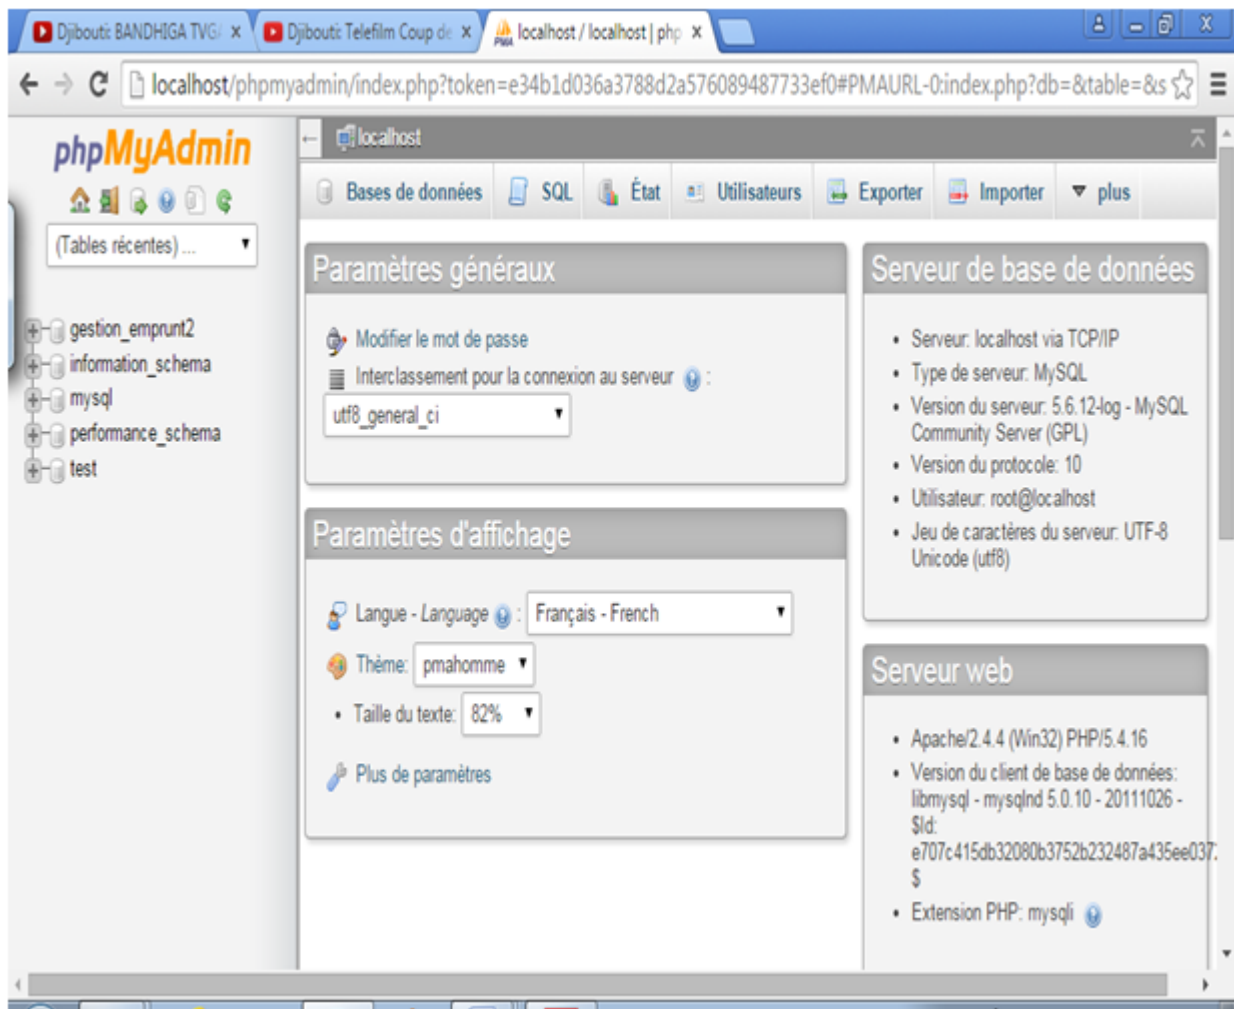 Djibouti: BANDHIGA TVG
Djibouti: Telefilm Coup de
localhost / localhost | php
localhost/phpmyadmin/index.php?token=e34b1d036a3788d2a576089487733ef0#PMAURL-0:index.php?db=&table=&s
phpMyAdmin
(Tables récentes) ...
gestion_emprunt2
information_schema
mysql
performance_schema
test
localhost
Bases de données SQL État Utilisateurs Exporter Importer plus
Paramètres généraux
Modifier le mot de passe
Interclassement pour la connexion au serveur :
utf8_general_ci
Paramètres d'affichage
Langue - Language : Français - French
Thème: pmahomme
• Taille du texte: 82%
Plus de paramètres
Serveur de base de données
• Serveur: localhost via TCP/IP
• Type de serveur: MySQL
• Version du serveur: 5.6.12-log - MySQL
Community Server (GPL)
• Version du protocole: 10
• Utilisateur: root@localhost
• Jeu de caractères du serveur: UTF-8
Unicode (utf8)
Serveur web
• Apache/2.4.4 (Win32) PHP/5.4.16
• Version du client de base de données:
libmysql - mysqlnd 5.0.10 - 20111026 -
$Id:
e707c415db32080b3752b232487a435ee037
$
• Extension PHP: mysqli